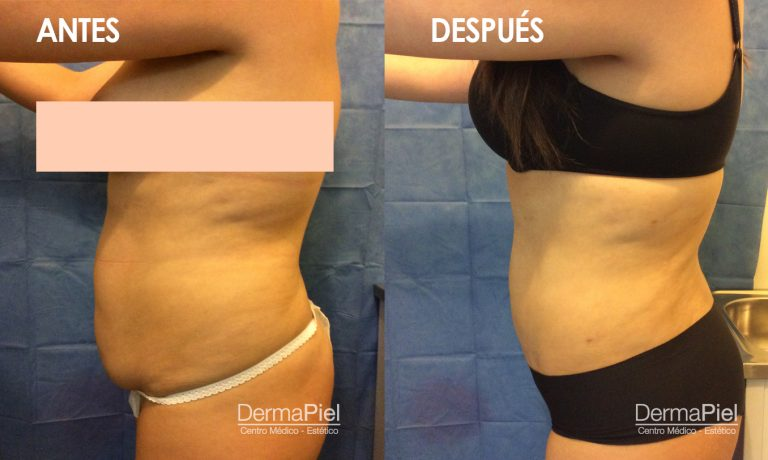 ANTES
DESPUÉS
DermaPiel
Centro Médico - Estético
DermaPiel
Centro Médico - Estético